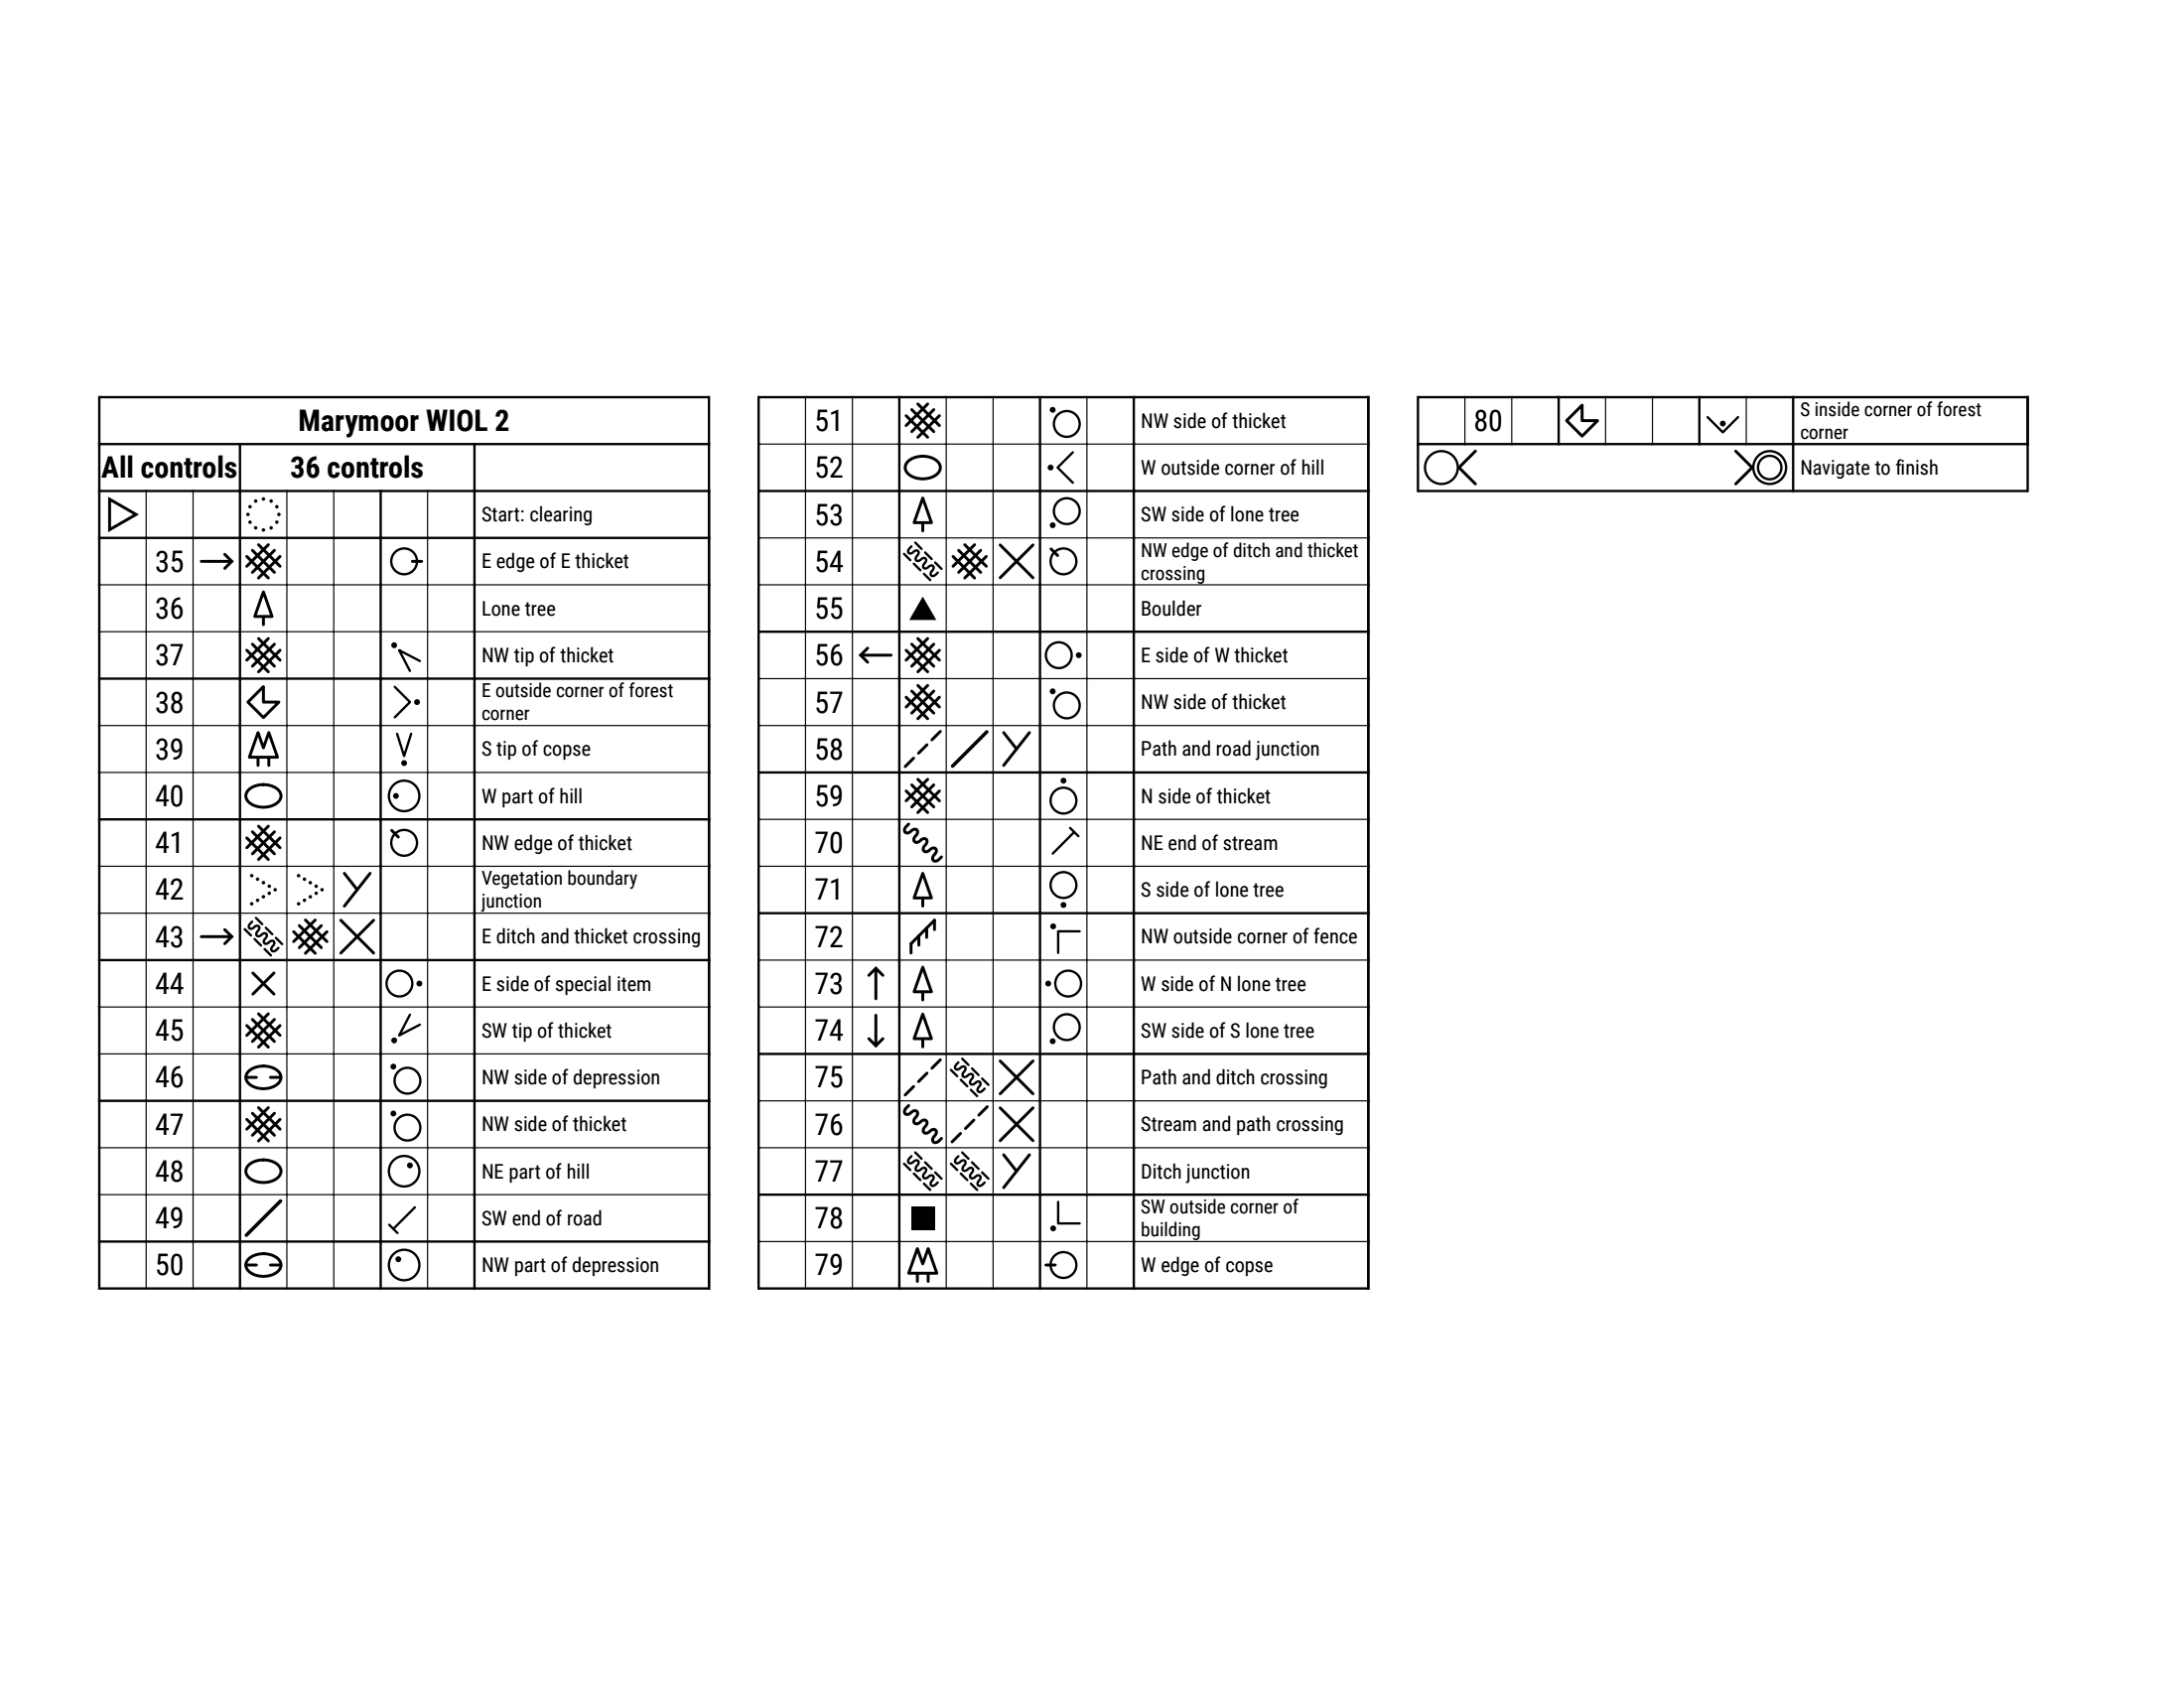 Marymoor WIOL 2
All controls 36 controls
Start: clearing
35 E edge of E thicket
36 Lone tree
37 NW tip of thicket
38 E outside corner of forest
corner
39 S tip of copse
40 W part of hill
41 NW edge of thicket
42 Vegetation boundary
junction
43 E ditch and thicket crossing
44 E side of special item
45 SW tip of thicket
46 NW side of depression
47 NW side of thicket
48 NE part of hill
49 SW end of road
50 NW part of depression
51 NW side of thicket
52 W outside corner of hill
53 SW side of lone tree
54 NW edge of ditch and thicket
crossing
55 Boulder
56 E side of W thicket
57 NW side of thicket
58 Path and road junction
59 N side of thicket
70 NE end of stream
71 S side of lone tree
72 NW outside corner of fence
73 W side of N lone tree
74 SW side of S lone tree
75 Path and ditch crossing
76 Stream and path crossing
77 Ditch junction
78 SW outside corner of
building
79 W edge of copse
80 S inside corner of forest
corner
Navigate to finish